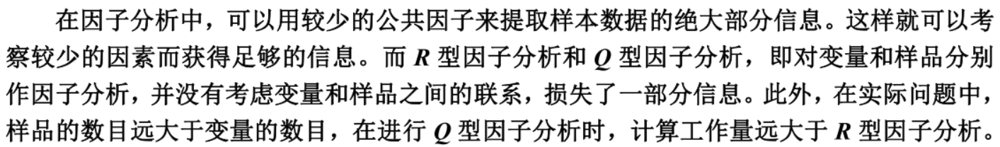 在因子分析中，可以用较少的公共因子来提取样本数据的绝大部分信息。这样就可以考
察较少的因素而获得足够的信息。而 R 型因子分析和 Q 型因子分析，即对变量和样品分别
作因子分析，并没有考虑变量和样品之间的联系，损失了一部分信息。此外，在实际问题中，
样品的数目远大于变量的数目，在进行 Q 型因子分析时，计算工作量远大于 R 型因子分析。